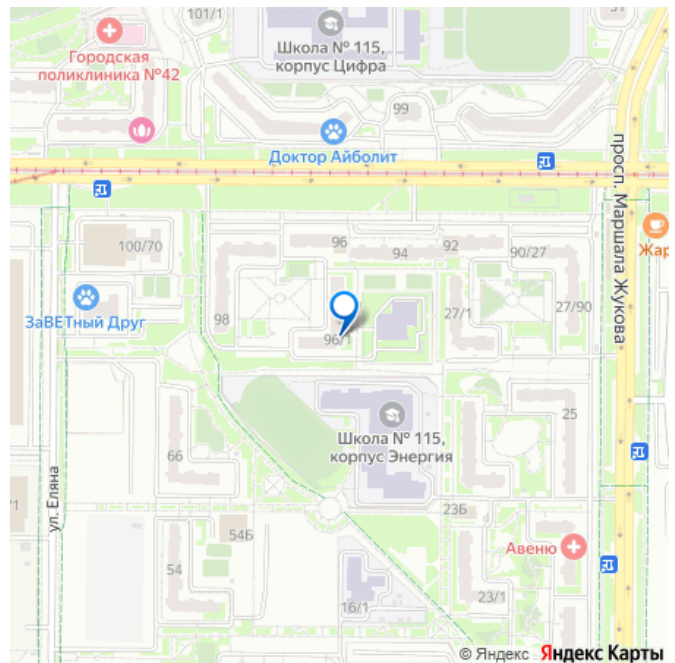 101/1
Школа № 115,
корпус Цифра
Городская
поликлиника №42
99
Доктор Айболит
просп. Маршала Жукова
100/70
96
94
92
90/27
Жар
ЗаВЕТный Друг
98
96/1
27/1
27/90
25
Школа № 115,
корпус Энергия
66
ул. Еляна
/1
54Б
23Б
Авеню
54
16/1
23/1
© Яндекс Яндекс Карты